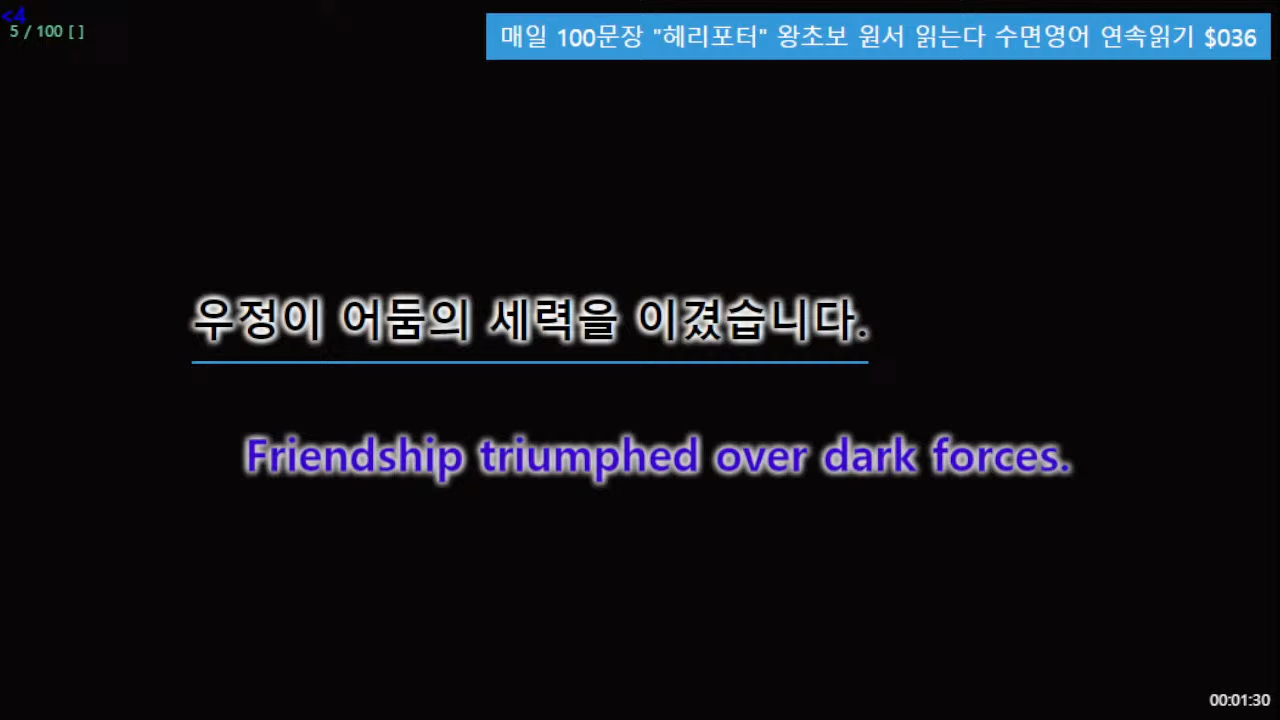 <4
5 / 100 [ ]
매일 100문장 "헤리포터" 왕초보 원서 읽는다 수면영어 연속읽기 $036
우정이 어둠의 세력을 이겼습니다.
Friendship triumphed over dark forces.
00:01:30